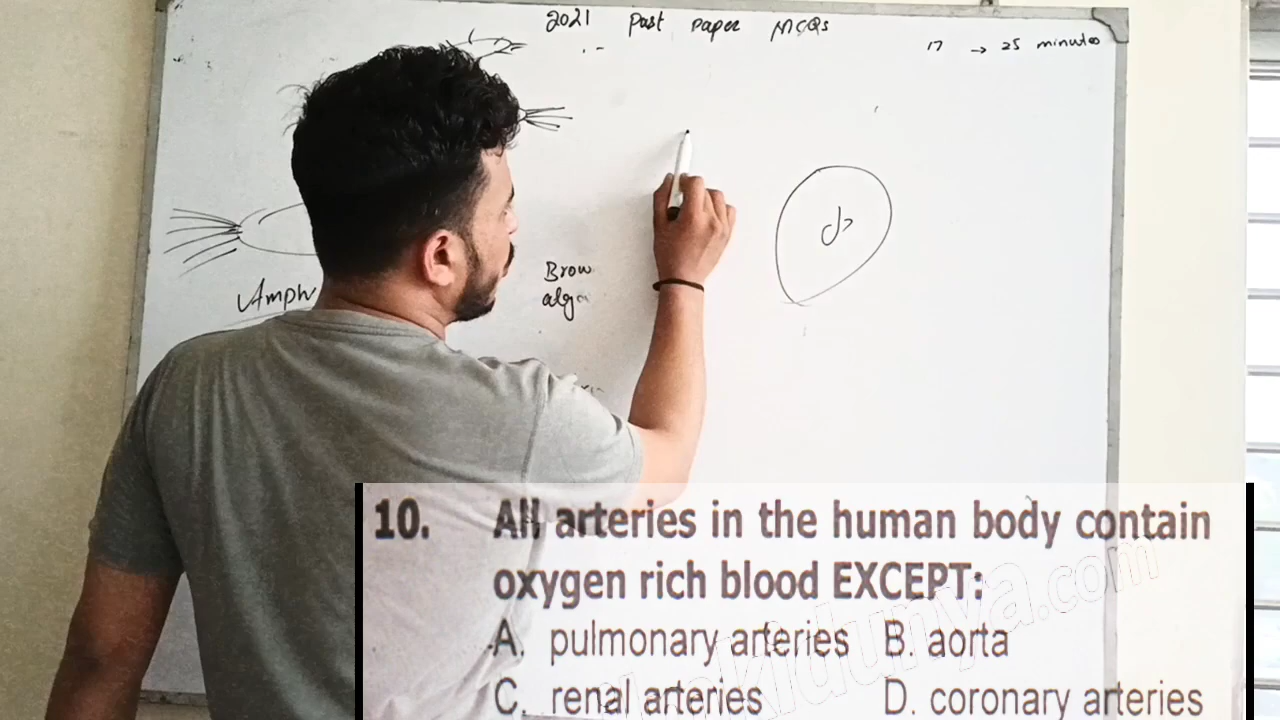 2021 Past paper MCQs
17 → 25 minutes
Brow
alga
Amph
10. All arteries in the human body contain
oxygen rich blood EXCEPT:
A. pulmonary arteries B. aorta
C. renal arteries D. coronary arteries